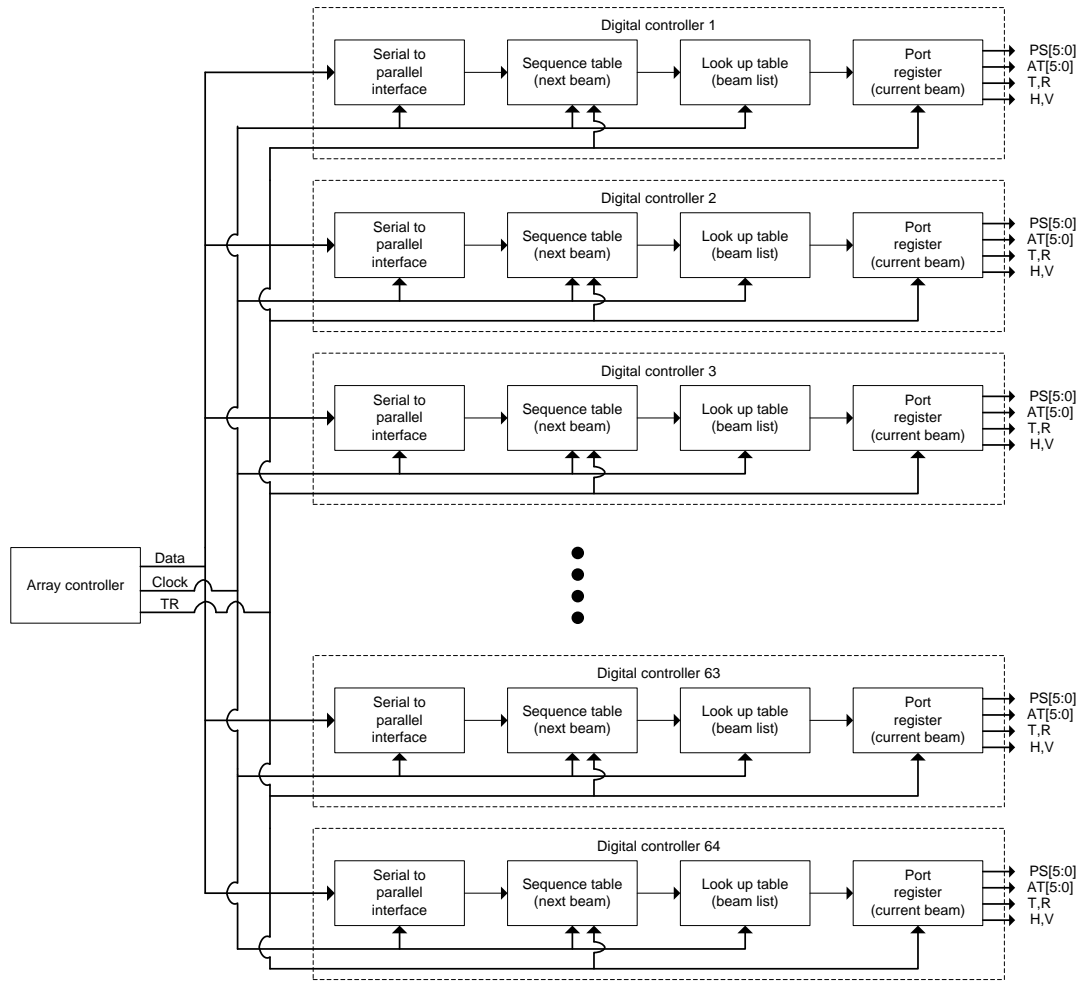 Digital controller 1
Serial to
parallel
interface
Sequence table
(next beam)
Look up table
(beam list)
Port
register
(current beam)
PS[5:0]
AT[5:0]
T,R
H,V
Digital controller 2
Serial to
parallel
interface
Sequence table
(next beam)
Look up table
(beam list)
Port
register
(current beam)
PS[5:0]
AT[5:0]
T,R
H,V
Digital controller 3
Serial to
parallel
interface
Sequence table
(next beam)
Look up table
(beam list)
Port
register
(current beam)
PS[5:0]
AT[5:0]
T,R
H,V
Array controller
Data
Clock
TR
Digital controller 63
Serial to
parallel
interface
Sequence table
(next beam)
Look up table
(beam list)
Port
register
(current beam)
PS[5:0]
AT[5:0]
T,R
H,V
Digital controller 64
Serial to
parallel
interface
Sequence table
(next beam)
Look up table
(beam list)
Port
register
(current beam)
PS[5:0]
AT[5:0]
T,R
H,V